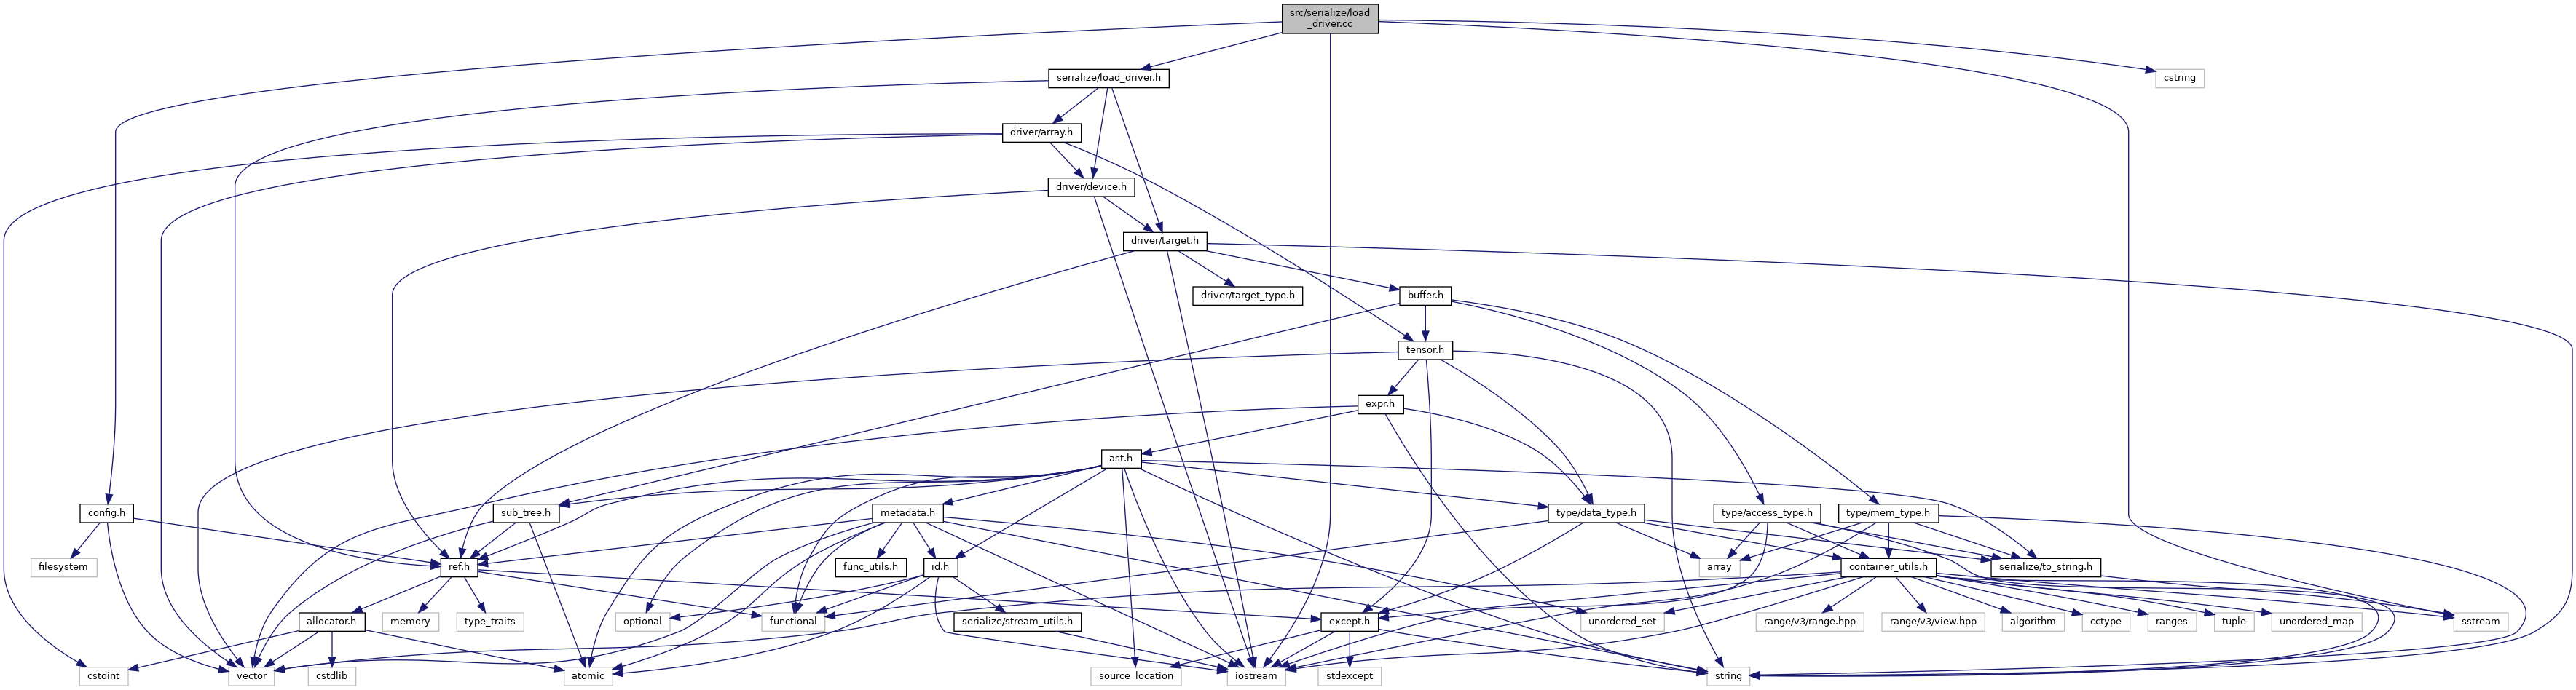 src/serialize/load
_driver.cc
serialize/load_driver.h
cstring
driver/array.h
driver/device.h
driver/target.h
driver/target_type.h
buffer.h
tensor.h
expr.h
ast.h
config.h
sub_tree.h
metadata.h
type/data_type.h
type/access_type.h
type/mem_type.h
filesystem
ref.h
func_utils.h
id.h
array
container_utils.h
serialize/to_string.h
allocator.h
memory
type_traits
optional
functional
serialize/stream_utils.h
except.h
unordered_set
range/v3/range.hpp
range/v3/view.hpp
algorithm
cctype
ranges
tuple
unordered_map
sstream
cstdint
vector
cstdlib
atomic
source_location
iostream
stdexcept
string